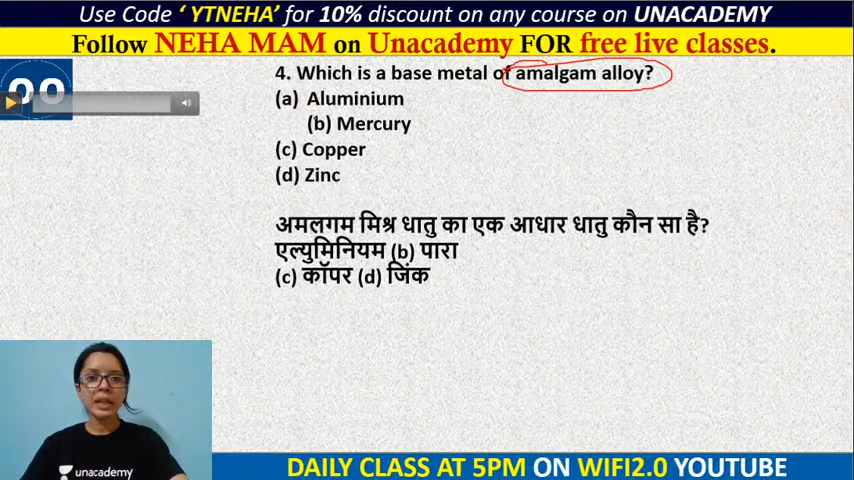 Use Code ‘ YTNEHA’ for 10% discount on any course on UNACADEMY
Follow NEHA MAM on Unacademy FOR free live classes.
00
4. Which is a base metal of amalgam alloy?
(a) Aluminium
(b) Mercury
(c) Copper
(d) Zinc
अमलगम मिश्र धातु का एक आधार धातु कौन सा है?
एल्युमिनियम (b) पारा
(c) कॉपर (d) जिंक
unacademy
DAILY CLASS AT 5PM ON WIFI2.0 YOUTUBE